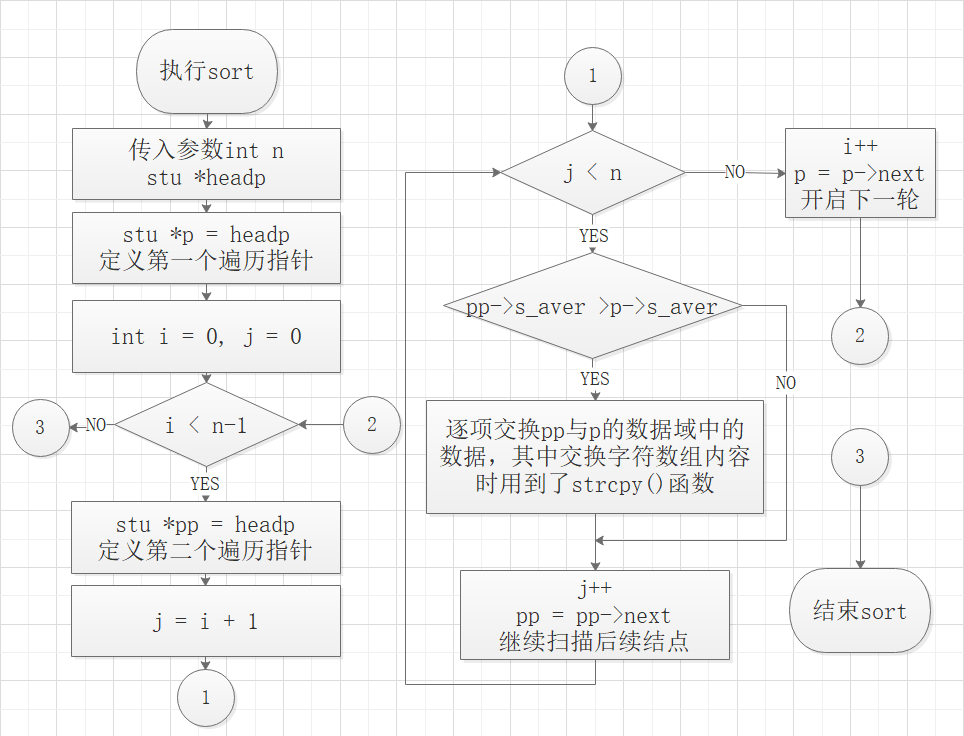 执行sort
传入参数int n
stu *headp
stu *p = headp
定义第一个遍历指针
int i = 0, j = 0
i < n-1
NO
3
2
YES
stu *pp = headp
定义第二个遍历指针
j = i + 1
1
1
j < n
NO
i++
p = p->next
开启下一轮
2
YES
pp->s_aver >p->s_aver
NO
YES
逐项交换pp与p的数据域中的
数据，其中交换字符数组内容
时用到了strcpy()函数
j++
pp = pp->next
继续扫描后续结点
3
结束sort